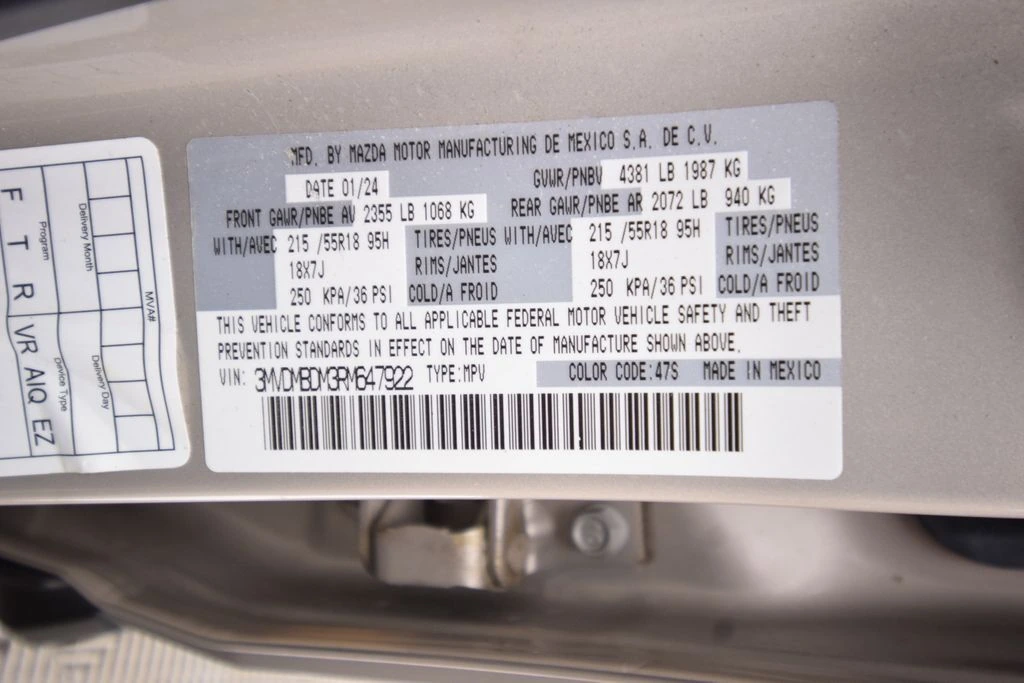 MVA#
Delivery Month Delivery Day
Program Device Type
F T R VR AIQ EZ
MFD. BY MAZDA MOTOR MANUFACTURING DE MEXICO S.A. DE C.V.
DATE 01/24 GVWR/PNBV 4381 LB 1987 KG
FRONT GAWR/PNBE AV 2355 LB 1068 KG REAR GAWR/PNBE AR 2072 LB 940 KG
WITH/AVEC 215 /55R18 95H TIRES/PNEUS WITH/AVEC 215 /55R18 95H TIRES/PNEUS
18X7J RIMS/JANTES 18X7J RIMS/JANTES
250 KPA/36 PSI COLD/A FROID 250 KPA/36 PSI COLD/A FROID
THIS VEHICLE CONFORMS TO ALL APPLICABLE FEDERAL MOTOR VEHICLE SAFETY AND THEFT
PREVENTION STANDARDS IN EFFECT ON THE DATE OF MANUFACTURE SHOWN ABOVE.
VIN: 3MVDMBDM3RM647922 TYPE:MPV COLOR CODE:47S MADE IN MEXICO